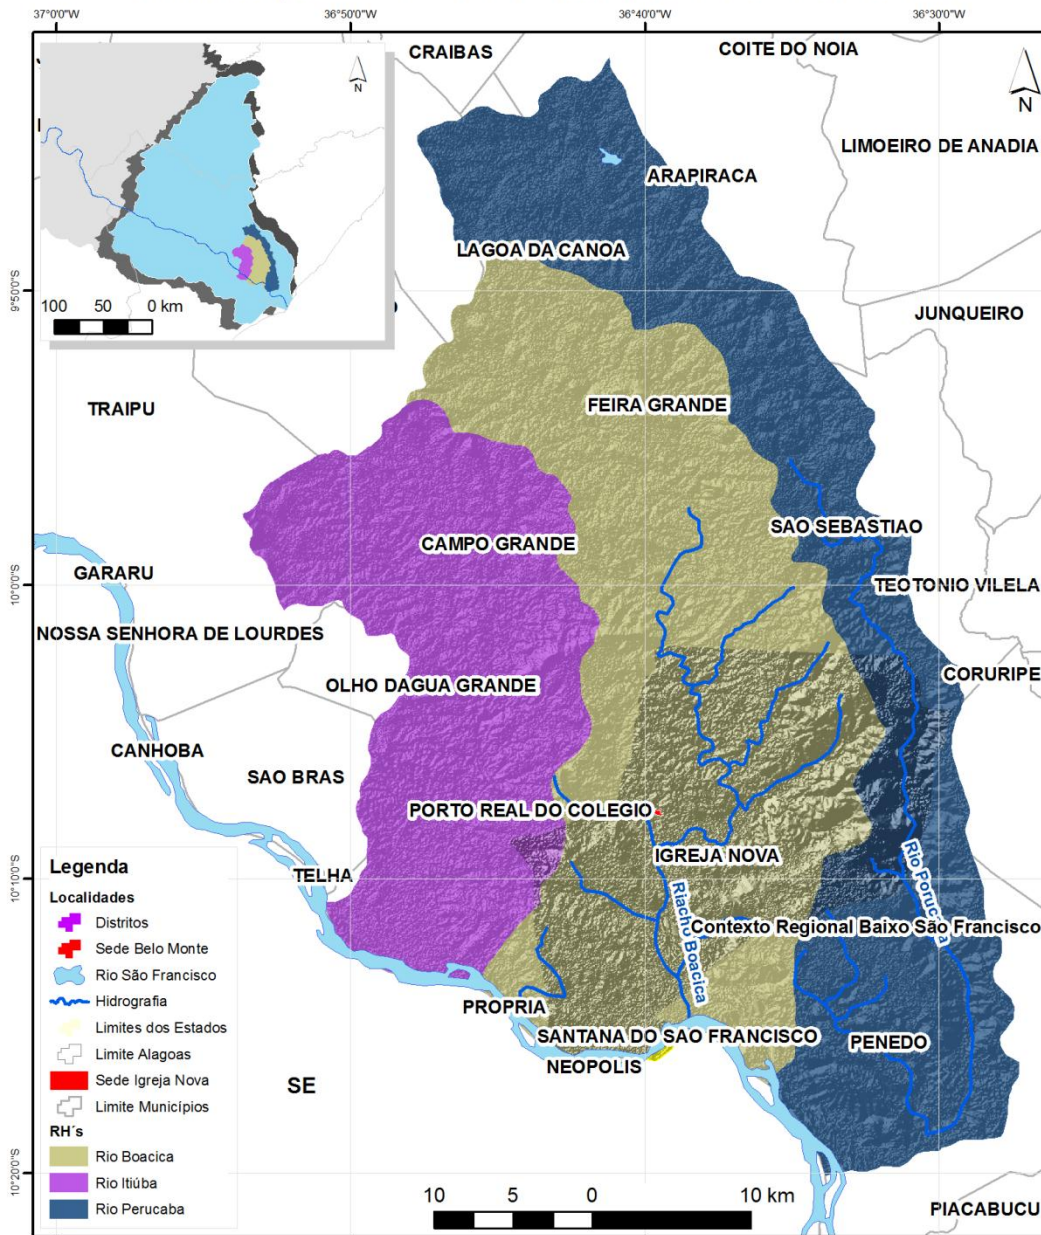 37°0'0"W
36°50'0"W
36°40'0"W
36°30'0"W
CRAIBAS
COITE DO NOIA
N
N
LIMOEIRO DE ANADIA
ARAPIRACA
LAGOA DA CANOA
9°50'0"S
100 50 0 km
JUNQUEIRO
TRAIPU
FEIRA GRANDE
SAO SEBASTIAO
CAMPO GRANDE
GARARU
10°0'0"S
TEOTONIO VILELA
NOSSA SENHORA DE LOURDES
CORURIPE
OLHO DAGUA GRANDE
CANHOBA
SAO BRAS
PORTO REAL DO COLEGIO
IGREJA NOVA
TELHA
10°10'0"S
Riacho Boacica
Contexto Regional Baixo São Francisco
PROPRIA
SANTANA DO SAO FRANCISCO
PENEDO
NEOPOLIS
SE
10°20'0"S
PIACABUCU
10 5 0 10 km
Legenda
Localidades
Distritos
Sede Belo Monte
Rio São Francisco
Hidrografia
Limites dos Estados
Limite Alagoas
Sede Igreja Nova
Limite Municípios
RH´s
Rio Boacica
Rio Itiúba
Rio Perucaba